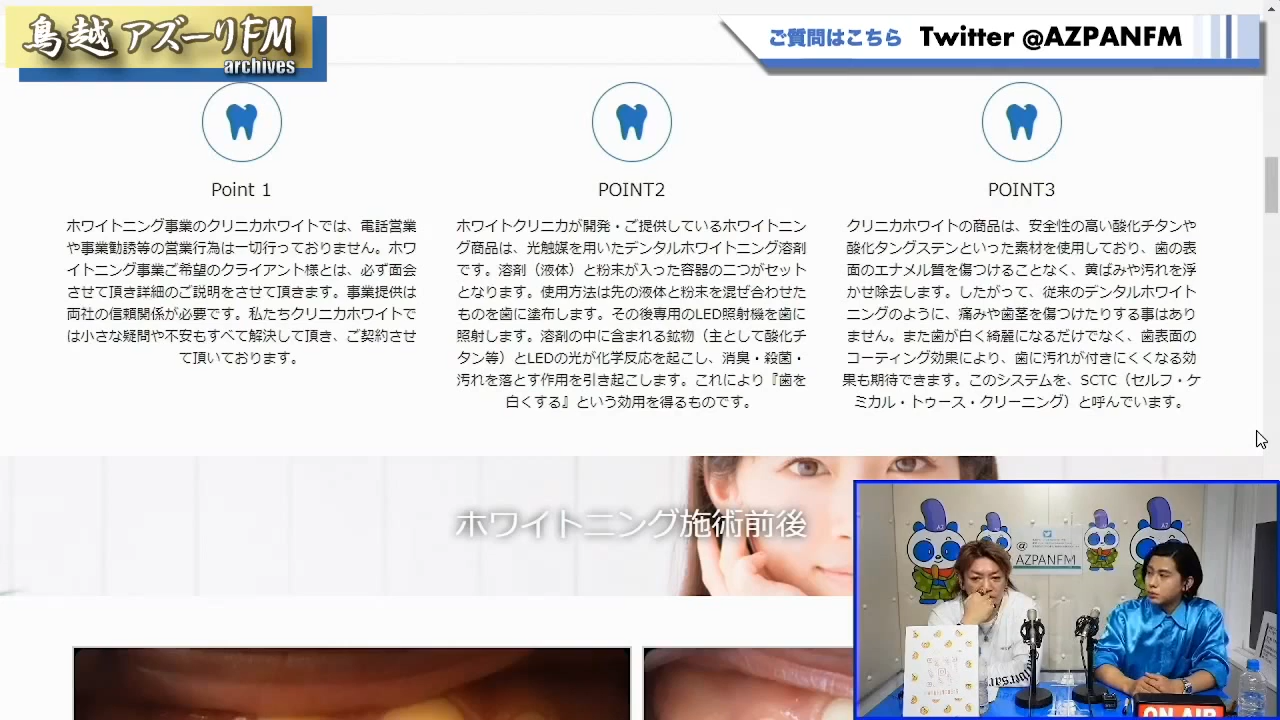 鳥越アズーリFM
archives
ご質問はこちら Twitter @AZPANFM
Point 1
ホワイトニング事業のクリニカホワイトでは、電話営業
や事業勧誘等の営業行為は一切行っておりません。ホワ
イトニング事業ご希望のクライアント様とは、必ず面会
させて頂き詳細のご説明をさせて頂きます。事業提供は
両社の信頼関係が必要です。私たちクリニカホワイトで
は小さな疑問や不安もすべて解決して頂き、ご契約させ
て頂いております。
POINT2
ホワイトクリニカが開発・ご提供しているホワイトニン
グ商品は、光触媒を用いたデンタルホワイトニング溶剤
です。溶剤（液体）と粉末が入った容器の二つがセット
となります。使用方法は先の液体と粉末を混ぜ合わせた
ものを歯に塗布します。その後専用のLED照射機を歯に
照射します。溶剤の中に含まれる鉱物（主として酸化チ
タン等）とLEDの光が化学反応を起こし、消臭・殺菌・
汚れを落とす作用を引き起こします。これにより『歯を
白くする』という効用を得るものです。
POINT3
クリニカホワイトの商品は、安全性の高い酸化チタンや
酸化タングステンといった素材を使用しており、歯の表
面のエナメル質を傷つけることなく、黄ばみや汚れを浮
かせ除去します。したがって、従来のデンタルホワイト
ニングのように、痛みや歯茎を傷つけたりする事はあり
ません。また歯が白く綺麗になるだけでなく、歯表面の
コーティング効果により、歯に汚れが付きにくくなる効
果も期待できます。このシステムを、SCTC（セルフ・ケ
ミカル・トゥース・クリーニング）と呼んでいます。
ホワイトニング施術前後
@AZPANFM
ON AIR